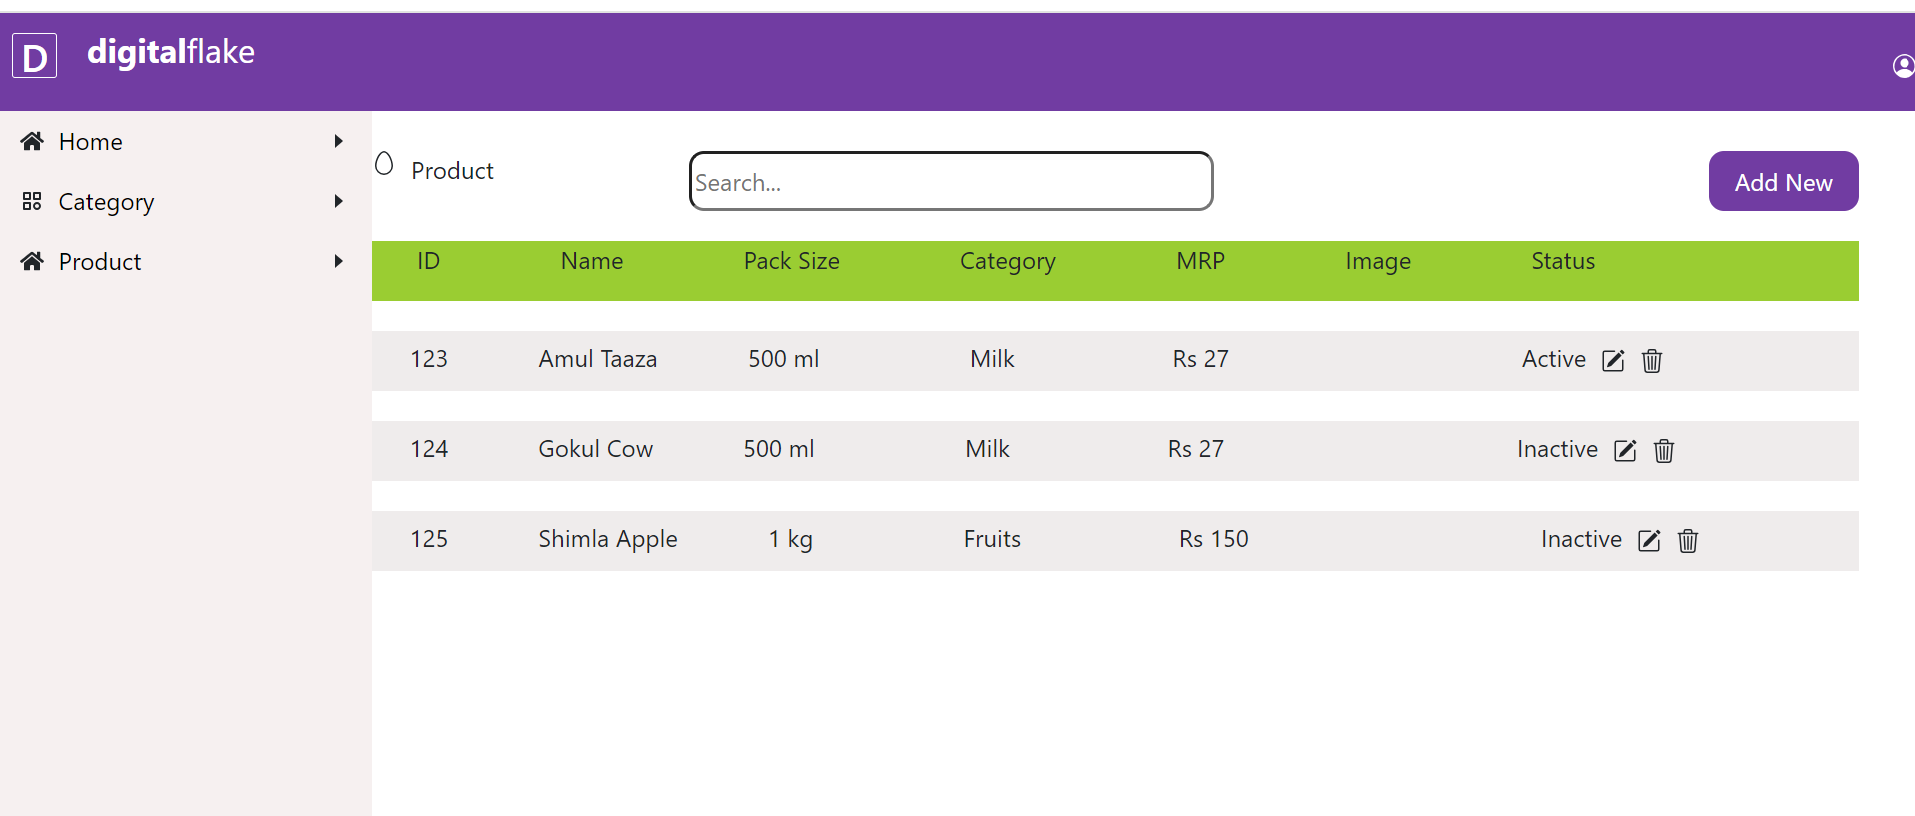 D digitalflake
Home
Category
Product
Product Search... Add New
ID Name Pack Size Category MRP Image Status
123 Amul Taaza 500 ml Milk Rs 27 Active
124 Gokul Cow 500 ml Milk Rs 27 Inactive
125 Shimla Apple 1 kg Fruits Rs 150 Inactive